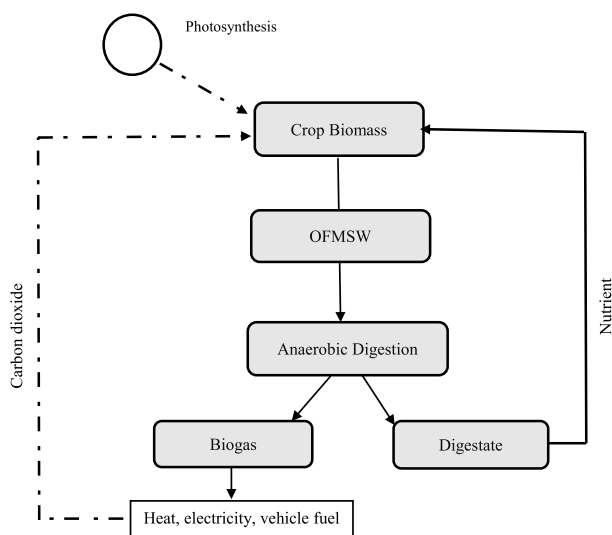 Photosynthesis
Crop Biomass
OFMSW
Carbon dioxide
Nutrient
Anaerobic Digestion
Biogas
Digestate
Heat, electricity, vehicle fuel